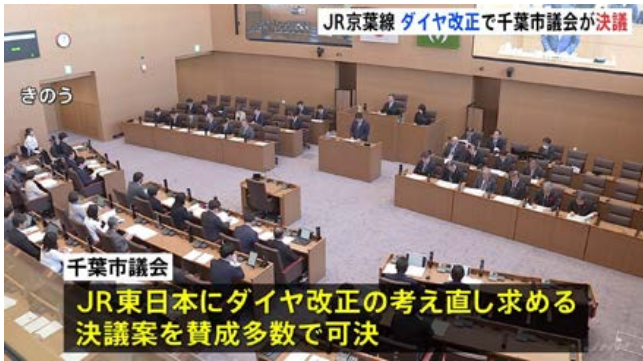 JR京葉線 ダイヤ改正で千葉市議会が決議
きのう
千葉市議会
JR東日本にダイヤ改正の考え直し求める
決議案を賛成多数で可決